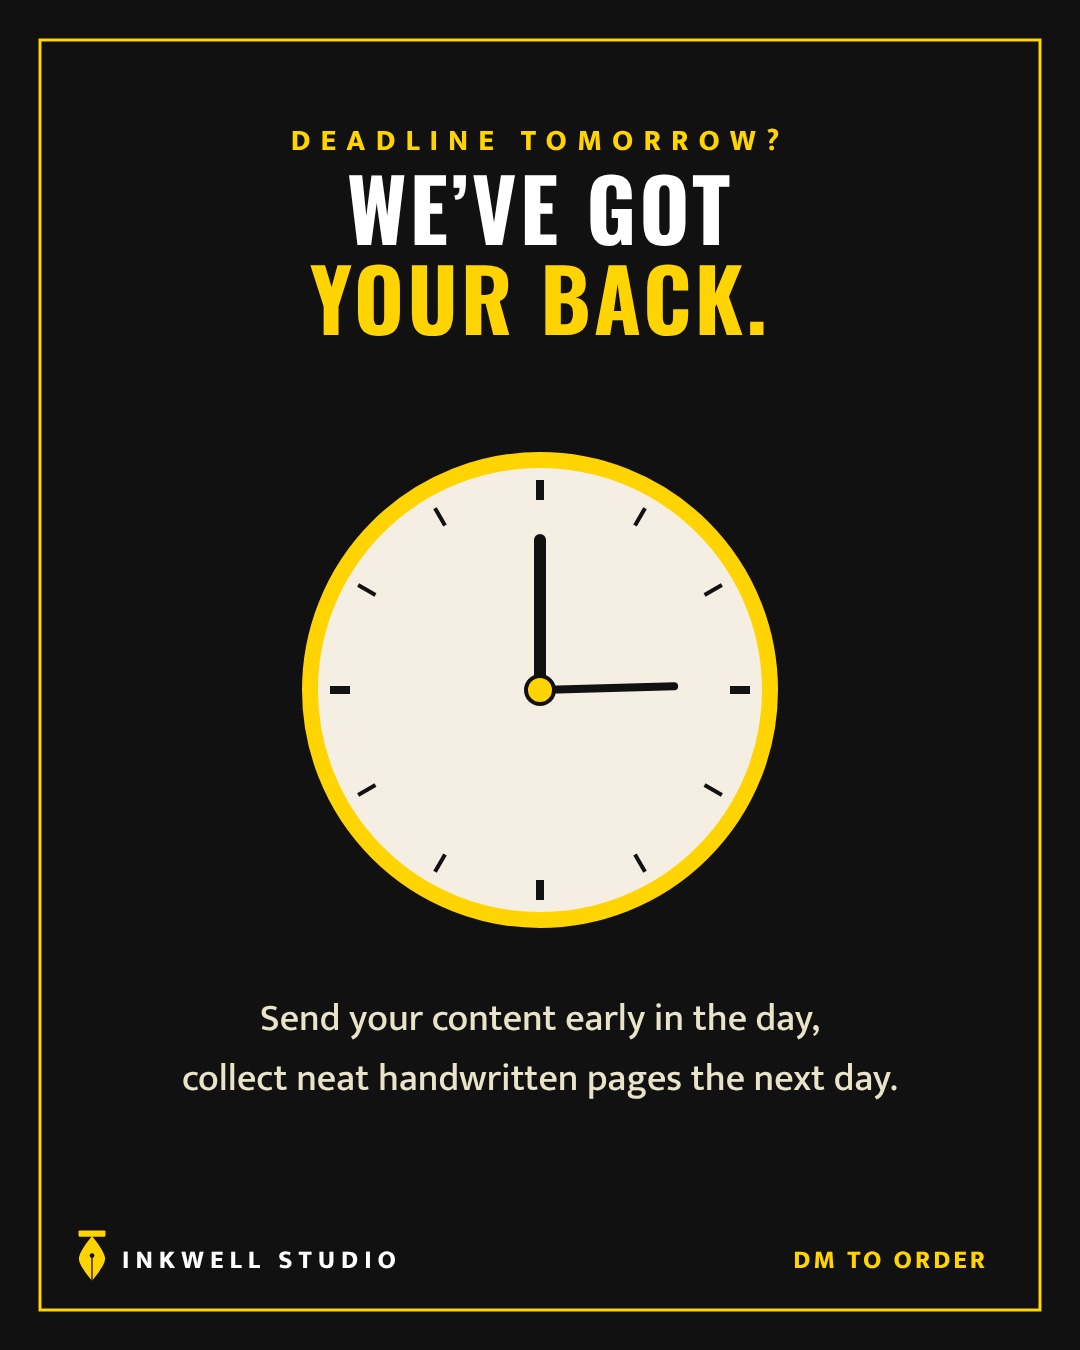 DEADLINE TOMORROW?
WE’VE GOT
YOUR BACK.
Send your content early in the day,
collect neat handwritten pages the next day.
INKWELL STUDIO
DM TO ORDER